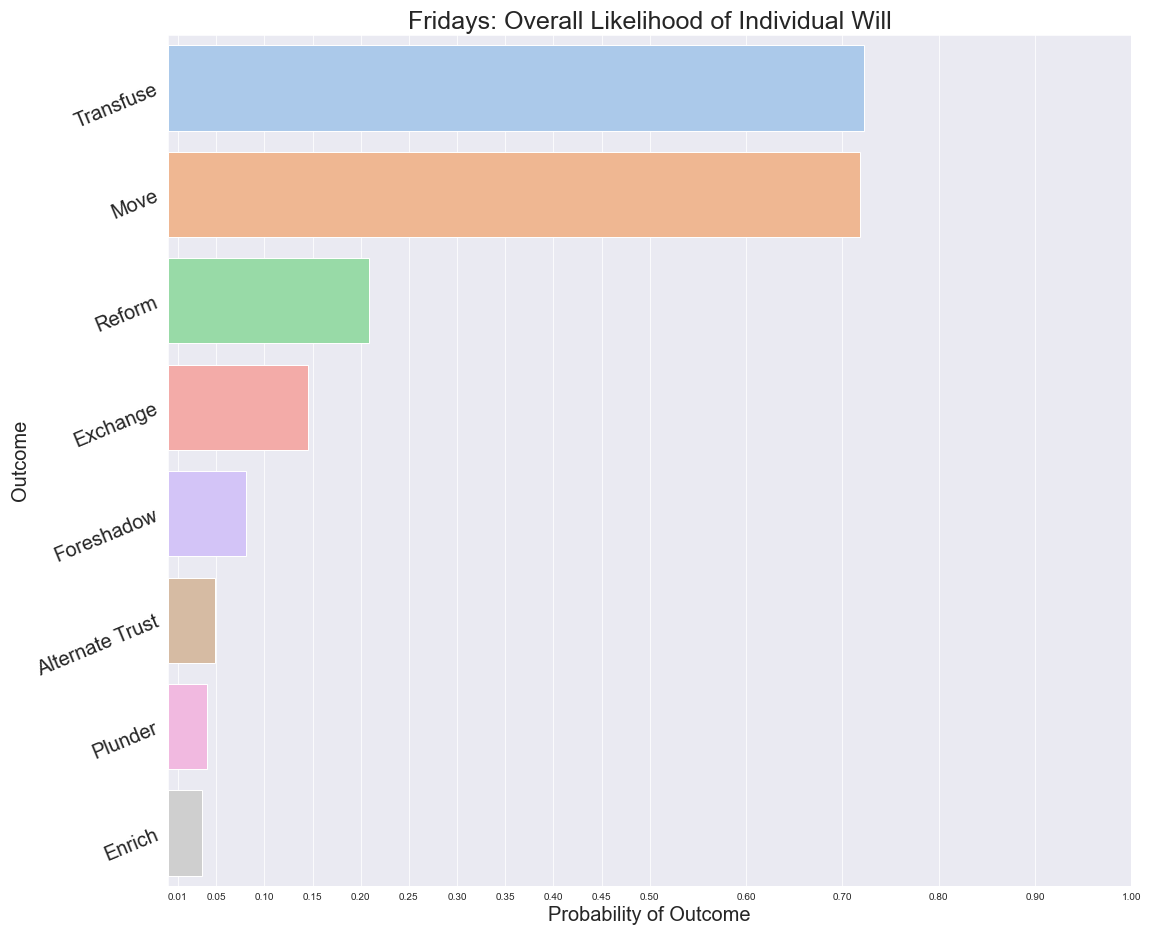 Fridays: Overall Likelihood of Individual Will
Transfuse
Move
Reform
Exchange
Foreshadow
Alternate Trust
Plunder
Enrich
Outcome
0.01 0.05 0.10 0.15 0.20 0.25 0.30 0.35 0.40 0.45 0.50 0.60 0.70 0.80 0.90 1.00
Probability of Outcome